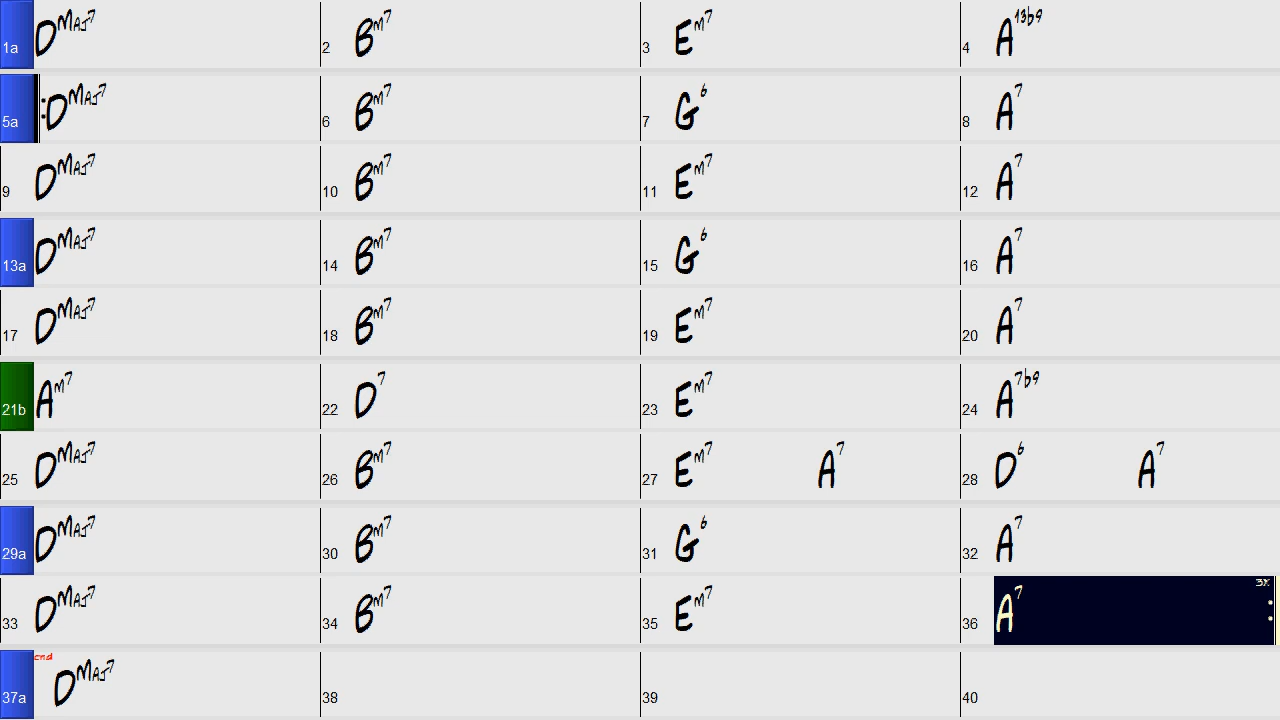 1a DMAJ7 2 Bm7 3 Em7 4 A13b9
5a :DMAJ7 6 Bm7 7 G6 8 A7
9 DMAJ7 10 Bm7 11 Em7 12 A7
13a DMAJ7 14 Bm7 15 G6 16 A7
17 DMAJ7 18 Bm7 19 Em7 20 A7
21b Am7 22 D7 23 Em7 24 A7b9
25 DMAJ7 26 Bm7 27 Em7 A7 28 D6 A7
29a DMAJ7 30 Bm7 31 G6 32 A7
33 DMAJ7 34 Bm7 35 Em7 36 A7 3x :
37a end DMAJ7 38 39 40